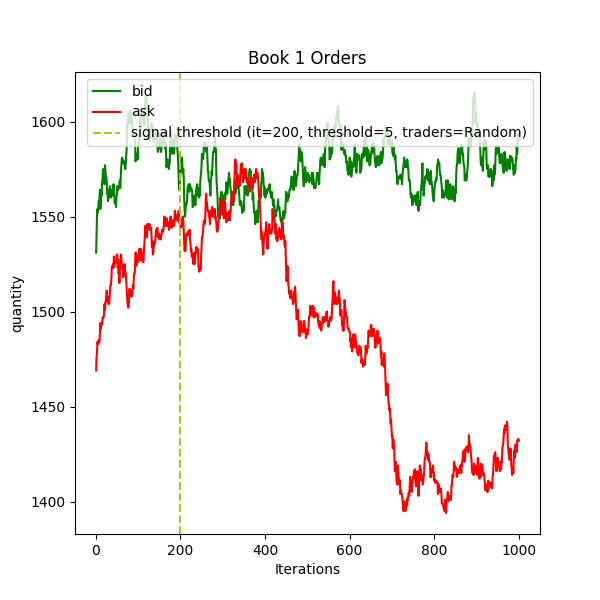 Book 1 Orders
bid
ask
signal threshold (it=200, threshold=5, traders=Random)
1600
1550
1500
1450
1400
quantity
0 200 400 600 800 1000
Iterations